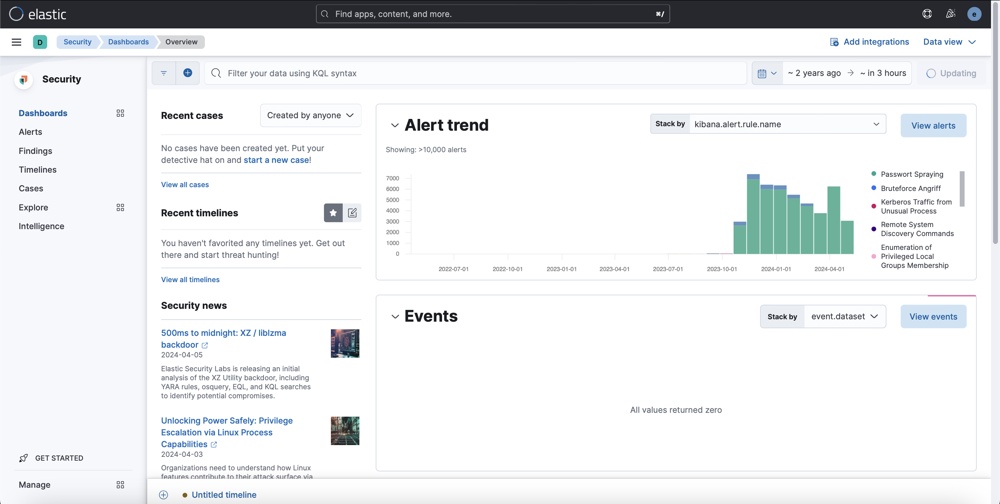 elastic
Find apps, content, and more.
⌘/
e
D
Security
Dashboards
Overview
Add integrations
Data view
Security
Dashboards
Alerts
Findings
Timelines
Cases
Explore
Intelligence
GET STARTED
Manage
Filter your data using KQL syntax
~ 2 years ago → ~ in 3 hours
Updating
Recent cases
Created by anyone
No cases have been created yet. Put your
detective hat on and start a new case!
View all cases
Recent timelines
You haven't favorited any timelines yet. Get out
there and start threat hunting!
View all timelines
Security news
500ms to midnight: XZ / liblzma
backdoor
2024-04-05
Elastic Security Labs is releasing an initial
analysis of the XZ Utility backdoor, including
YARA rules, osquery, EQL, and KQL searches
to identify potential compromises.
Unlocking Power Safely: Privilege
Escalation via Linux Process
Capabilities
2024-04-03
Organizations need to understand how Linux
features contribute to their attack surface via
Alert trend
Stack by
kibana.alert.rule.name
View alerts
Showing: >10,000 alerts
7000
6000
5000
4000
3000
2000
1000
0
2022-07-01
2022-10-01
2023-01-01
2023-04-01
2023-07-01
2023-10-01
2024-01-01
2024-04-01
Passwort Spraying
Bruteforce Angriff
Kerberos Traffic from
Unusual Process
Remote System
Discovery Commands
Enumeration of
Privileged Local
Groups Membership
Events
Stack by
event.dataset
View events
All values returned zero
Untitled timeline